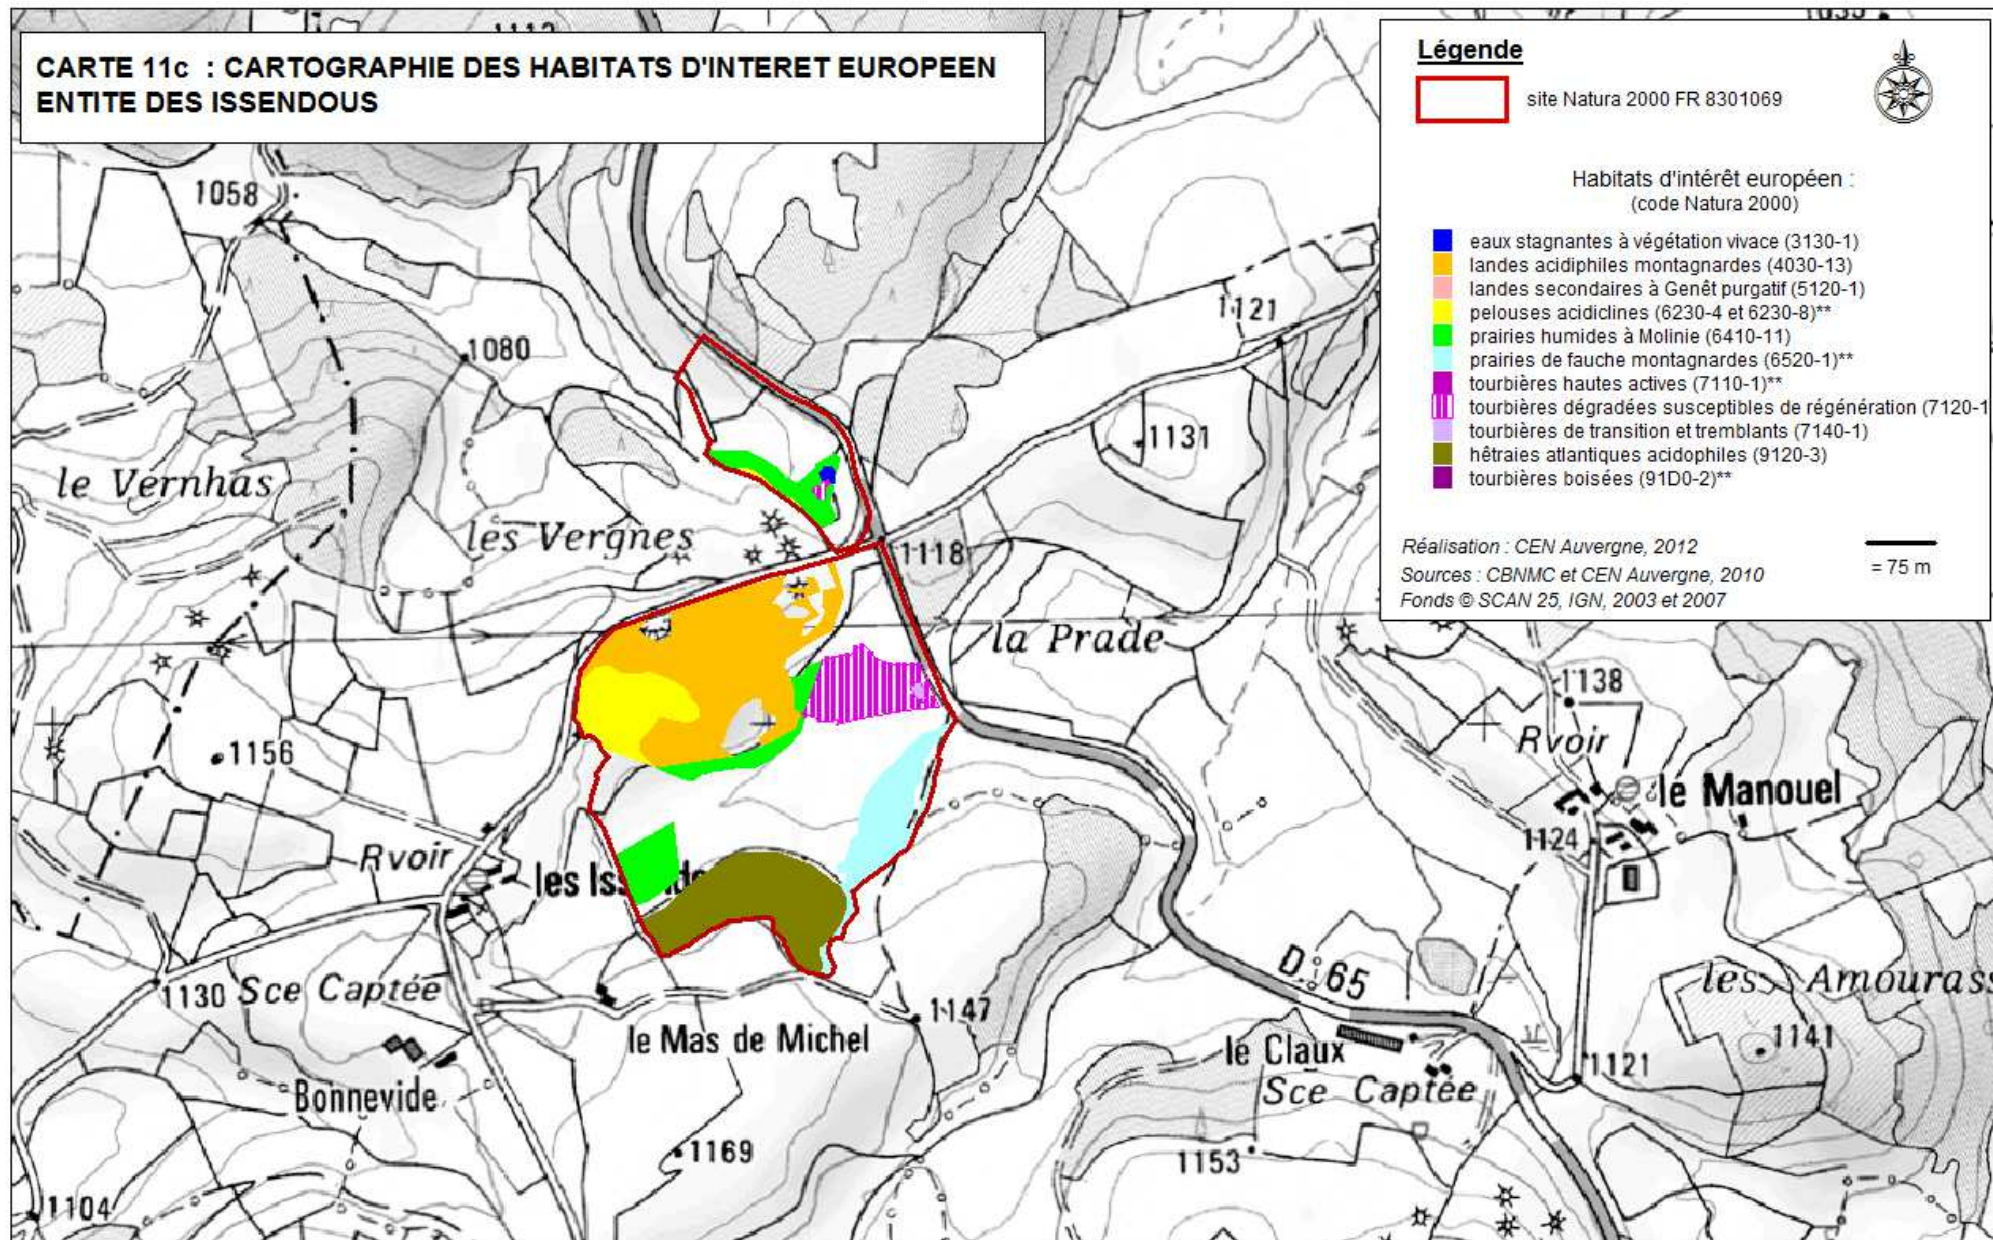 CARTE 11c : CARTOGRAPHIE DES HABITATS D'INTERET EUROPEEN
ENTITE DES ISSENDOUS
Légende
site Natura 2000 FR 8301069
Habitats d'intérêt européen :
(code Natura 2000)
eaux stagnantes à végétation vivace (3130-1)
landes acidiphiles montagnardes (4030-13)
landes secondaires à Genêt purgatif (5120-1)
pelouses acidiclines (6230-4 et 6230-8)**
prairies humides à Molinie (6410-11)
prairies de fauche montagnardes (6520-1)**
tourbières hautes actives (7110-1)**
tourbières dégradées susceptibles de régénération (7120-1
tourbières de transition et tremblants (7140-1)
hêtraies atlantiques acidophiles (9120-3)
tourbières boisées (91D0-2)**
Réalisation : CEN Auvergne, 2012
Sources : CBNMC et CEN Auvergne, 2010
Fonds © SCAN 25, IGN, 2003 et 2007
= 75 m
1058
1080
1121
1131
le Vernhas
les Vergnes
1118
la Prade
1138
1156
Rvoir
le Manouel
1124
Rvoir
les Iss
1130
Sce Captée
D 65
les Amourass
1147
le Mas de Michel
1141
le Claux
1121
Bonnevide
Sce Captée
1169
1153
1104